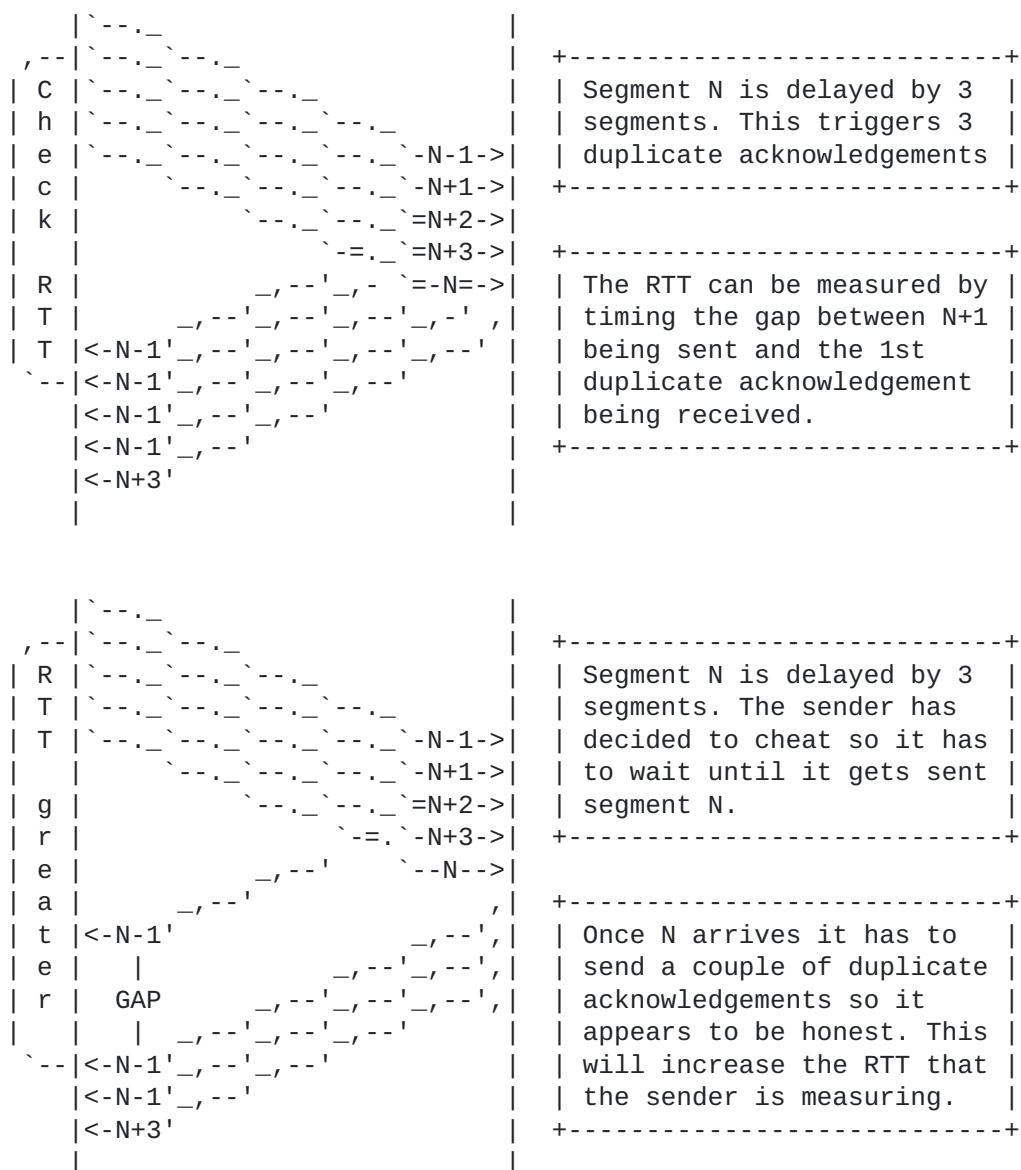 |`--._                      |
 ,--|`--._`--._                 |  +----------------------------+
| C |`--._`--._`--._            |  | Segment N is delayed by 3  |
| h |`--._`--._`--._`--._       |  | segments. This triggers 3  |
| e |`--._`--._`--._`--._`-N-1->|  | duplicate acknowledgements |
| c |     `--._`--._`--._`-N+1->|  +----------------------------+
| k |          `--._`--._`=N+2->|
|   |               `-=._`=N+3->|  +----------------------------+
| R |           _,--'_,- `=-N=->|  | The RTT can be measured by |
| T |      _,--'_,--'_,--'_,-' ,|  | timing the gap between N+1 |
| T |<-N-1'_,--'_,--'_,--'_,--' |  | being sent and the 1st     |
 `--|<-N-1'_,--'_,--'_,--'      |  | duplicate acknowledgement  |
    |<-N-1'_,--'_,--'           |  | being received.            |
    |<-N-1'_,--'                |  +----------------------------+
    |<-N+3'                     |
    |                           |
    |`--._                      |
 ,--|`--._`--._                 |  +----------------------------+
| R |`--._`--._`--._            |  | Segment N is delayed by 3  |
| T |`--._`--._`--._`--._       |  | segments. The sender has   |
| T |`--._`--._`--._`--._`-N-1->|  | decided to cheat so it has |
|   |     `--._`--._`--._`-N+1->|  | to wait until it gets sent |
| g |          `--._`--._`=N+2->|  | segment N.                 |
| r |                `-=.`-N+3->|  +----------------------------+
| e |           _,--'    `--N-->|
| a |      _,--'               ,|  +----------------------------+
| t |<-N-1'               _,--',|  | Once N arrives it has to   |
| e |   |            _,--'_,--',|  | send a couple of duplicate |
| r |  GAP      _,--'_,--'_,--',|  | acknowledgements so it     |
|   |   |  _,--'_,--'_,--'      |  | appears to be honest. This |
 `--|<-N-1'_,--'_,--'           |  | will increase the RTT that |
    |<-N-1'_,--'                |  | the sender is measuring.   |
    |<-N+3'                     |  +----------------------------+
    |                           |